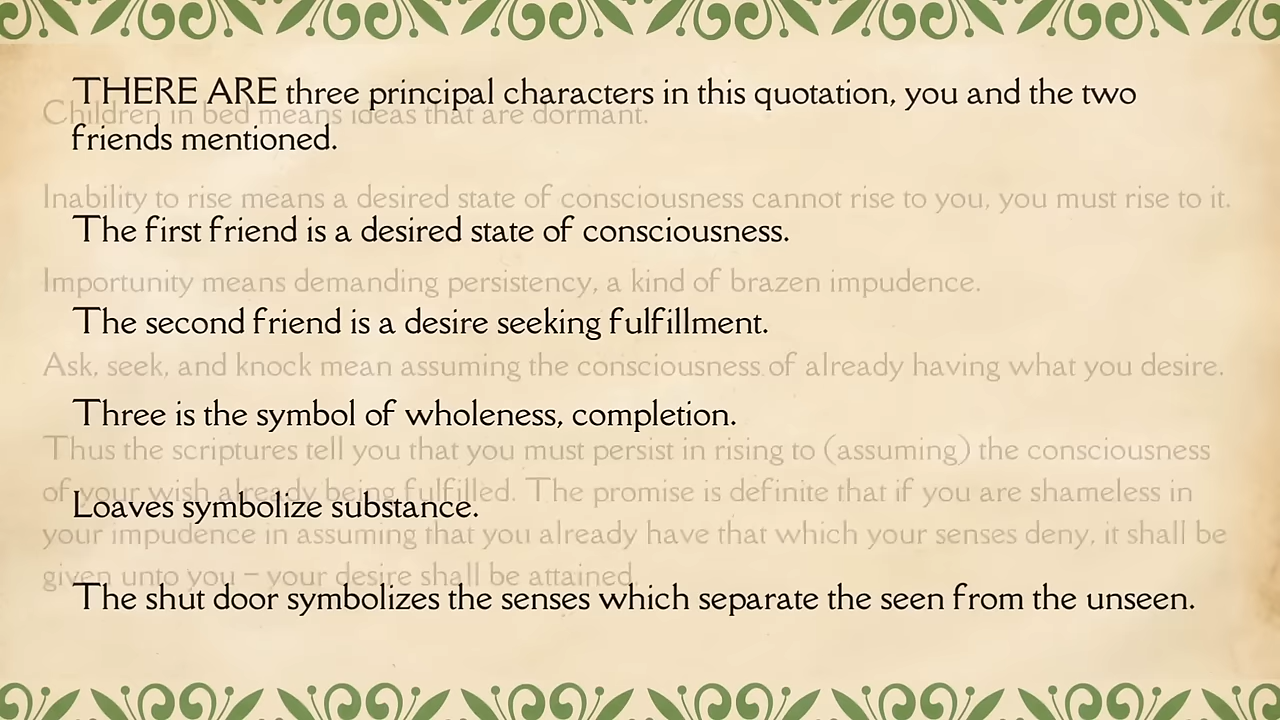 THERE ARE three principal characters in this quotation, you and the two
friends mentioned.
The first friend is a desired state of consciousness.
The second friend is a desire seeking fulfillment.
Three is the symbol of wholeness, completion.
Loaves symbolize substance.
The shut door symbolizes the senses which separate the seen from the unseen.
Children in bed means ideas that are dormant.
Inability to rise means a desired state of consciousness cannot rise to you, you must rise to it.
Importunity means demanding persistency, a kind of brazen impudence.
Ask, seek, and knock mean assuming the consciousness of already having what you desire.
Thus the scriptures tell you that you must persist in rising to (assuming) the consciousness
of your wish already being fulfilled. The promise is definite that if you are shameless in
your impudence in assuming that you already have that which your senses deny, it shall be
given unto you – your desire shall be attained.